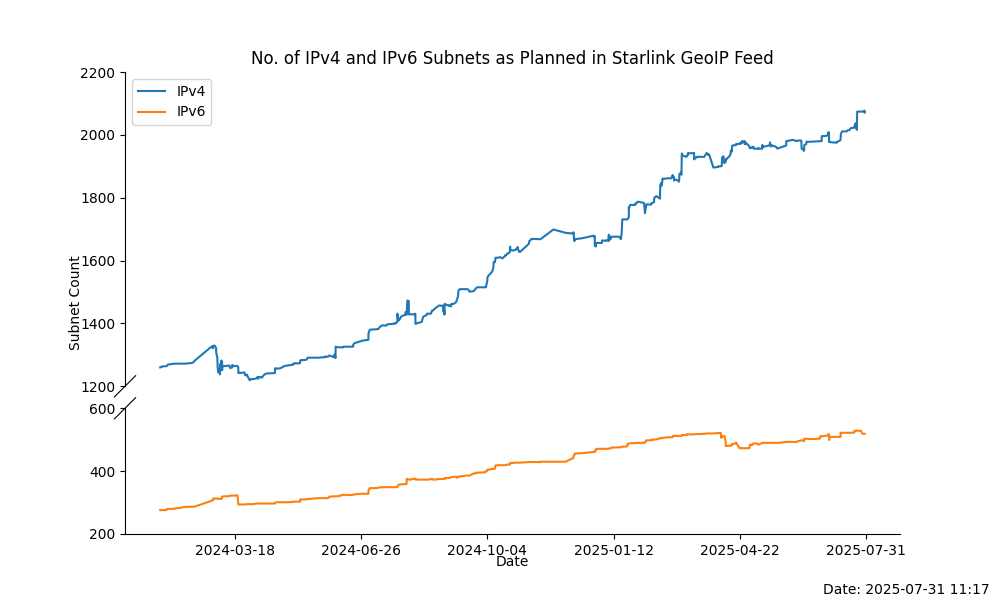 No. of IPv4 and IPv6 Subnets as Planned in Starlink GeoIP Feed
IPv4
IPv6
Subnet Count
2200
2000
1800
1600
1400
1200
600
400
200
2024-03-18 2024-06-26 2024-10-04 2025-01-12 2025-04-22 2025-07-31
Date
Date: 2025-07-31 11:17